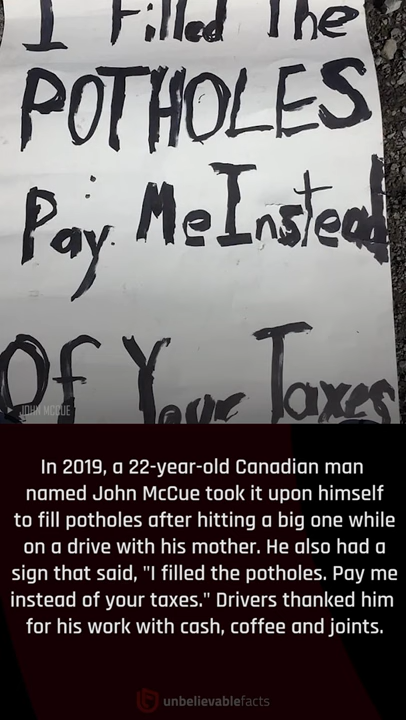 I Filled The
POTHOLES
Pay Me Instead
Of Your Taxes
JOHN MCCUE
In 2019, a 22-year-old Canadian man
named John McCue took it upon himself
to fill potholes after hitting a big one while
on a drive with his mother. He also had a
sign that said, "I filled the potholes. Pay me
instead of your taxes." Drivers thanked him
for his work with cash, coffee and joints.
unbelievablefacts